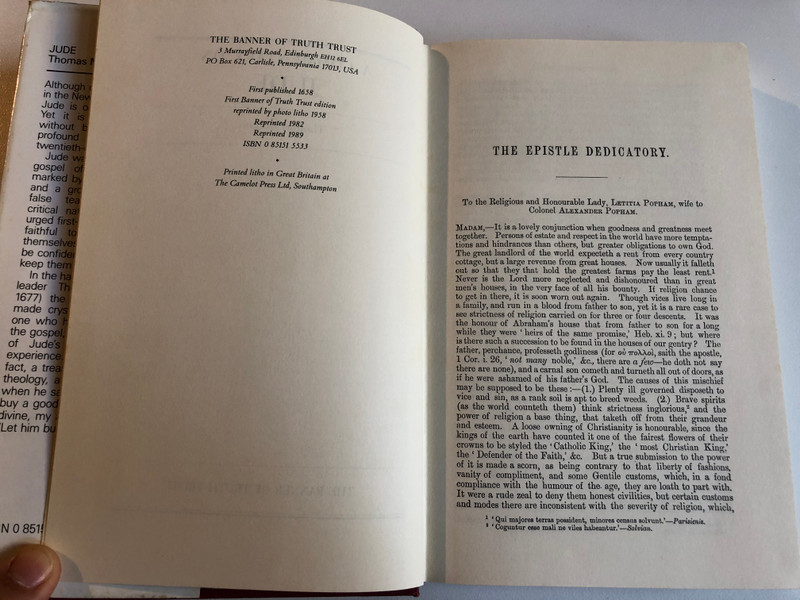 JUDE
Thomas
Although
in the New
Jude is o
Yet it is
without b
profound
twentieth-
Jude w
gospel of
marked by
and a gr
false tea
critical na
urged first-
faithful to
themselve
be confide
keep them
In the ha
leader Th
1677) the
made crys
one who h
the gospel,
of Jude's
experience
fact, a trea
theology, a
when he sa
buy a good
divine, my
'Let him bu
N 0 8515
THE BANNER OF TRUTH TRUST
3 Murrayfield Road, Edinburgh EH12 6EL
PO Box 621, Carlisle, Pennsylvania 17013, USA
•
First published 1658
First Banner of Truth Trust edition
reprinted by photo litho 1958
Reprinted 1982
Reprinted 1989
ISBN 0 85151 5533
•
Printed litho in Great Britain at
The Camelot Press Ltd, Southampton
THE EPISTLE DEDICATORY.
To the Religious and Honourable Lady, LÆTITIA POPHAM, wife to
Colonel ALEXANDER POPHAM.
MADAM,—It is a lovely conjunction when goodness and greatness meet
together. Persons of estate and respect in the world have more tempta-
tions and hindrances than others, but greater obligations to own God.
The great landlord of the world expecteth a rent from every country
cottage, but a large revenue from great houses. Now usually it falleth
out so that they that hold the greatest farms pay the least rent.¹
Never is the Lord more neglected and dishonoured than in great
men's houses, in the very face of all his bounty. If religion chance
to get in there, it is soon worn out again. Though vices live long in
a family, and run in a blood from father to son, yet it is a rare case to
see strictness of religion carried on for three or four descents. It was
the honour of Abraham's house that from father to son for a long
while they were 'heirs of the same promise,' Heb. xi. 9; but where
is there such a succession to be found in the houses of our gentry? The
father, perchance, professeth godliness (for οὐ πολλοὶ, saith the apostle,
1 Cor. i. 26, 'not many noble,' &c., there are a few—he doth not say
there are none), and a carnal son cometh and turneth all out of doors, as
if he were ashamed of his father's God. The causes of this mischief
may be supposed to be these:—(1.) Plenty ill governed disposeth to
vice and sin, as a rank soil is apt to breed weeds. (2.) Brave spirits
(as the world counteth them) think strictness inglorious,² and the
power of religion a base thing, that taketh off from their grandeur
and esteem. A loose owning of Christianity is honourable, since the
kings of the earth have counted it one of the fairest flowers of their
crowns to be styled the 'Catholic King,' the 'most Christian King,'
the 'Defender of the Faith,' &c. But a true submission to the power
of it is made a scorn, as being contrary to that liberty of fashions,
vanity of compliment, and some Gentile customs, which, in a fond
compliance with the humour of the age, they are loath to part with.
It were a rude zeal to deny them honest civilities, but certain customs
and modes there are inconsistent with the severity of religion, which,
¹ 'Qui majores terras possident, minores census solvunt.'—Parisiens.
² 'Coguntur esse mali ne viles habeantur.'—Salvian.